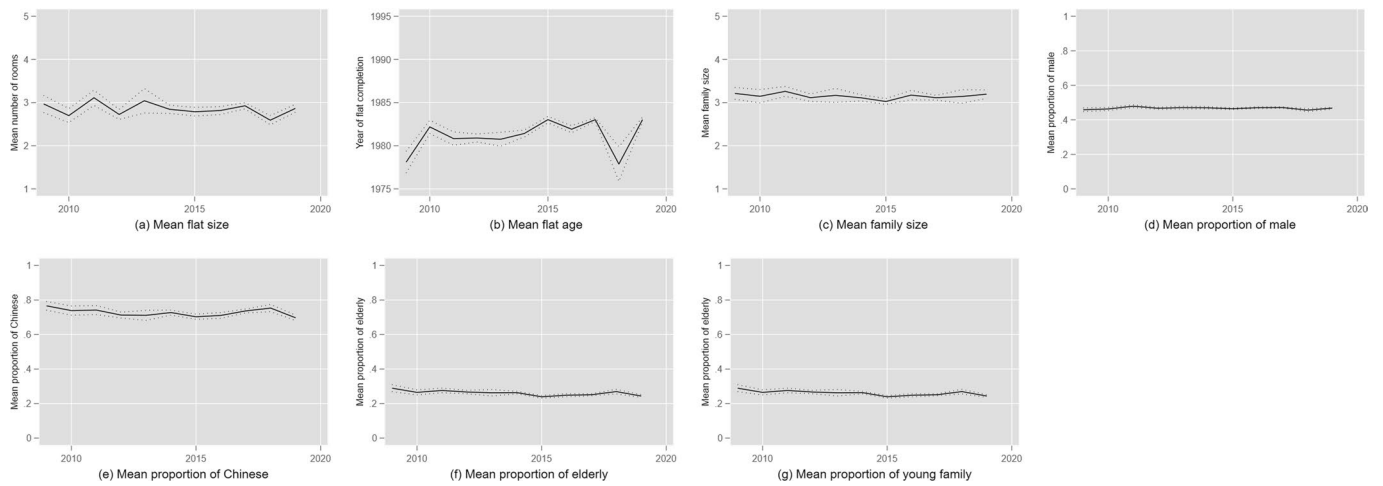 Mean number of rooms
5
4
3
2
1
2010 2015 2020
(a) Mean flat size
Year of flat completion
1995
1990
1985
1980
1975
2010 2015 2020
(b) Mean flat age
Mean family size
5
4
3
2
1
2010 2015 2020
(c) Mean family size
Mean proportion of male
1
.8
.6
.4
.2
0
2010 2015 2020
(d) Mean proportion of male
Mean proportion of Chinese
1
.8
.6
.4
.2
0
2010 2015 2020
(e) Mean proportion of Chinese
Mean proportion of elderly
1
.8
.6
.4
.2
0
2010 2015 2020
(f) Mean proportion of elderly
Mean proportion of elderly
1
.8
.6
.4
.2
0
2010 2015 2020
(g) Mean proportion of young family